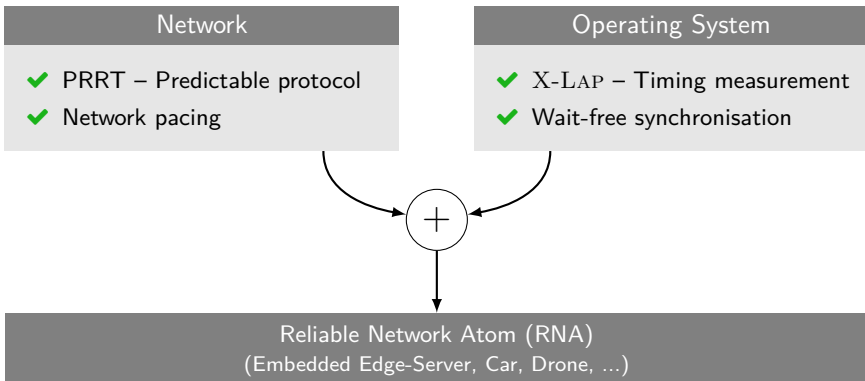 Network
✔ PRRT – Predictable protocol
✔ Network pacing
Operating System
✔ X-LAP – Timing measurement
✔ Wait-free synchronisation
+
Reliable Network Atom (RNA)
(Embedded Edge-Server, Car, Drone, ...)